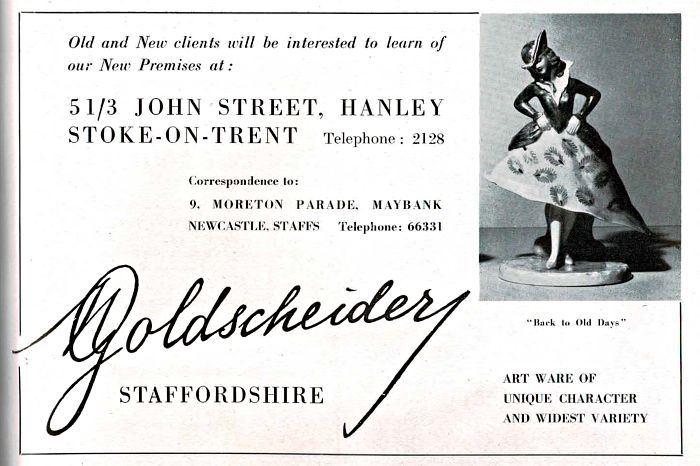 Old and New clients will be interested to learn of
our New Premises at :
51/3 JOHN STREET, HANLEY
STOKE-ON-TRENT Telephone : 2128
Correspondence to:
9, MORETON PARADE, MAYBANK
NEWCASTLE, STAFFS Telephone: 66331
Goldscheider
STAFFORDSHIRE
"Back to Old Days"
ART WARE OF
UNIQUE CHARACTER
AND WIDEST VARIETY